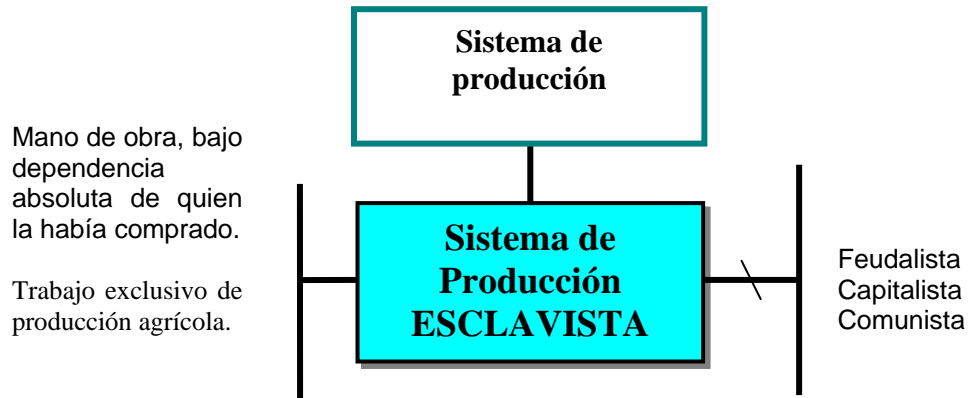 Sistema de
producción
Mano de obra, bajo
dependencia
absoluta de quien
la había comprado.
Trabajo exclusivo de
producción agrícola.
Sistema de
Producción
ESCLAVISTA
Feudalista
Capitalista
Comunista